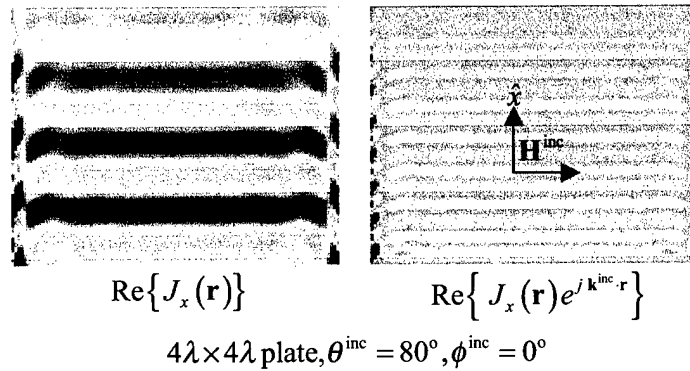 x̂
H^inc
Re{J_x(r)}
Re{ J_x(r)e^{j k^inc·r} }
4λ×4λ plate, θ^inc = 80°, ϕ^inc = 0°